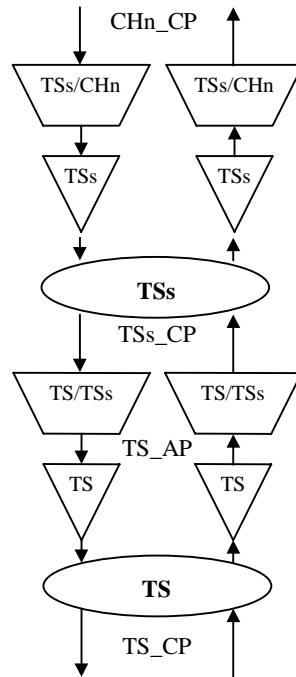 CHn_CP
TSs/CHn TSs/CHn
TSs TSs
TSs
TSs_CP
TS/TSs TS/TSs
TS_AP
TS TS
TS
TS_CP